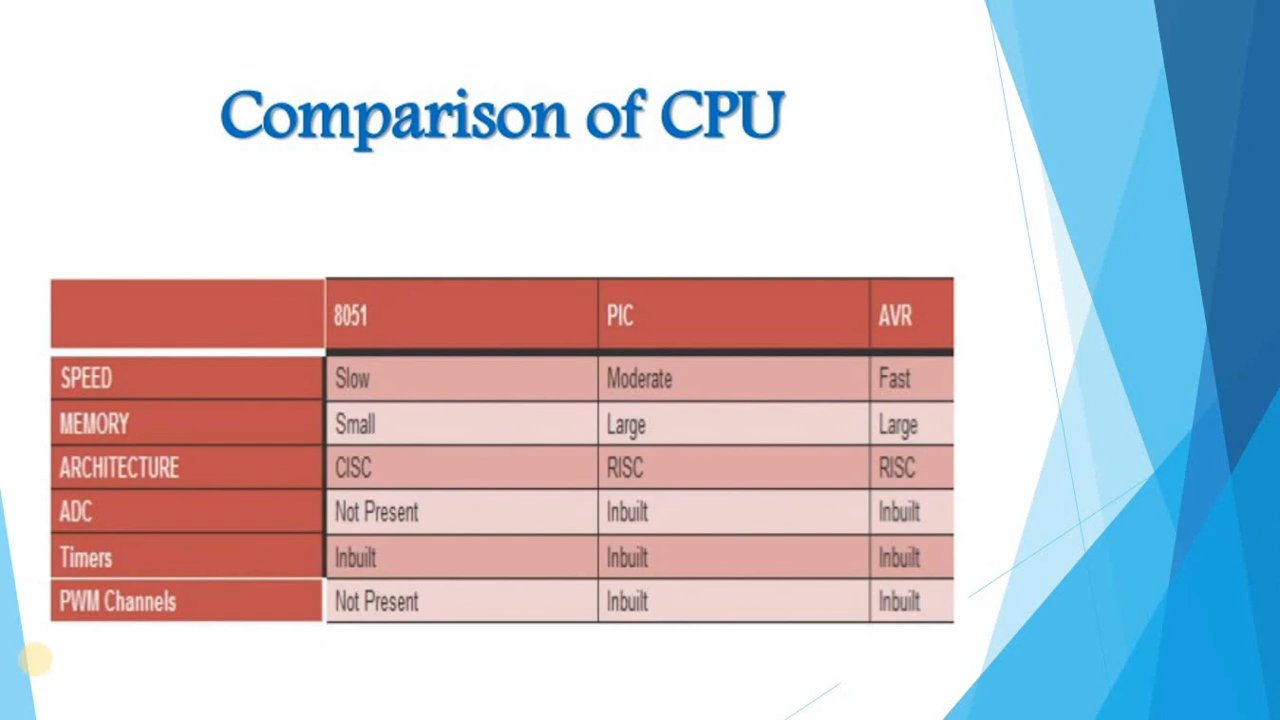 Comparison of CPU
8051 PIC AVR
SPEED Slow Moderate Fast
MEMORY Small Large Large
ARCHITECTURE CISC RISC RISC
ADC Not Present Inbuilt Inbuilt
Timers Inbuilt Inbuilt Inbuilt
PWM Channels Not Present Inbuilt Inbuilt